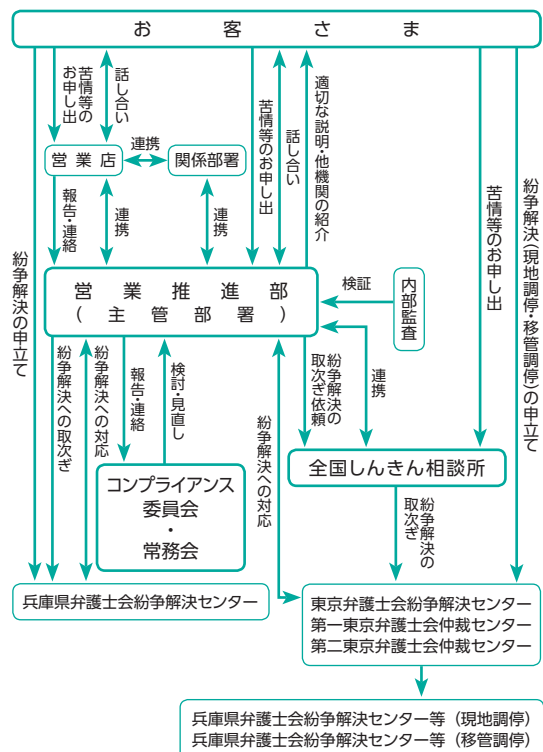 お客さま
苦情等の
お申し出
話し合い
苦情等のお申し出
話し合い
適切な説明・他機関の紹介
営業店
連携
関係部署
報告・連絡
連携
連携
苦情等のお申し出
紛争解決(現地調停・移管調停)の申立て
紛争解決の申立て
営業推進部
(主管部署)
検証
内部監査
紛争解決への取次ぎ
紛争解決への対応
報告・連絡
検討・見直し
紛争解決への対応
紛争解決の
取次ぎ依頼
連携
コンプライアンス
委員会
・
常務会
全国しんきん相談所
紛争解決の
取次ぎ
兵庫県弁護士会紛争解決センター
東京弁護士会紛争解決センター
第一東京弁護士会仲裁センター
第二東京弁護士会仲裁センター
兵庫県弁護士会紛争解決センター等(現地調停)
兵庫県弁護士会紛争解決センター等(移管調停)